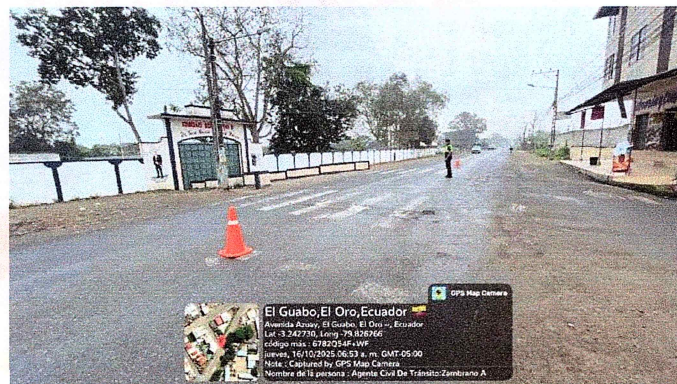 GPS Map Camera
El Guabo,El Oro,Ecuador
Avenida Azuay, El Guabo, El Oro --, Ecuador
Lat -3.242730, Long -79.826266
código más : 6782Q54F+WF
jueves, 16/10/2025 06:53 a. m. GMT-05:00
Note : Captured by GPS Map Camera
Nombre de la persona : Agente Civil De Tránsito:Zambrano A